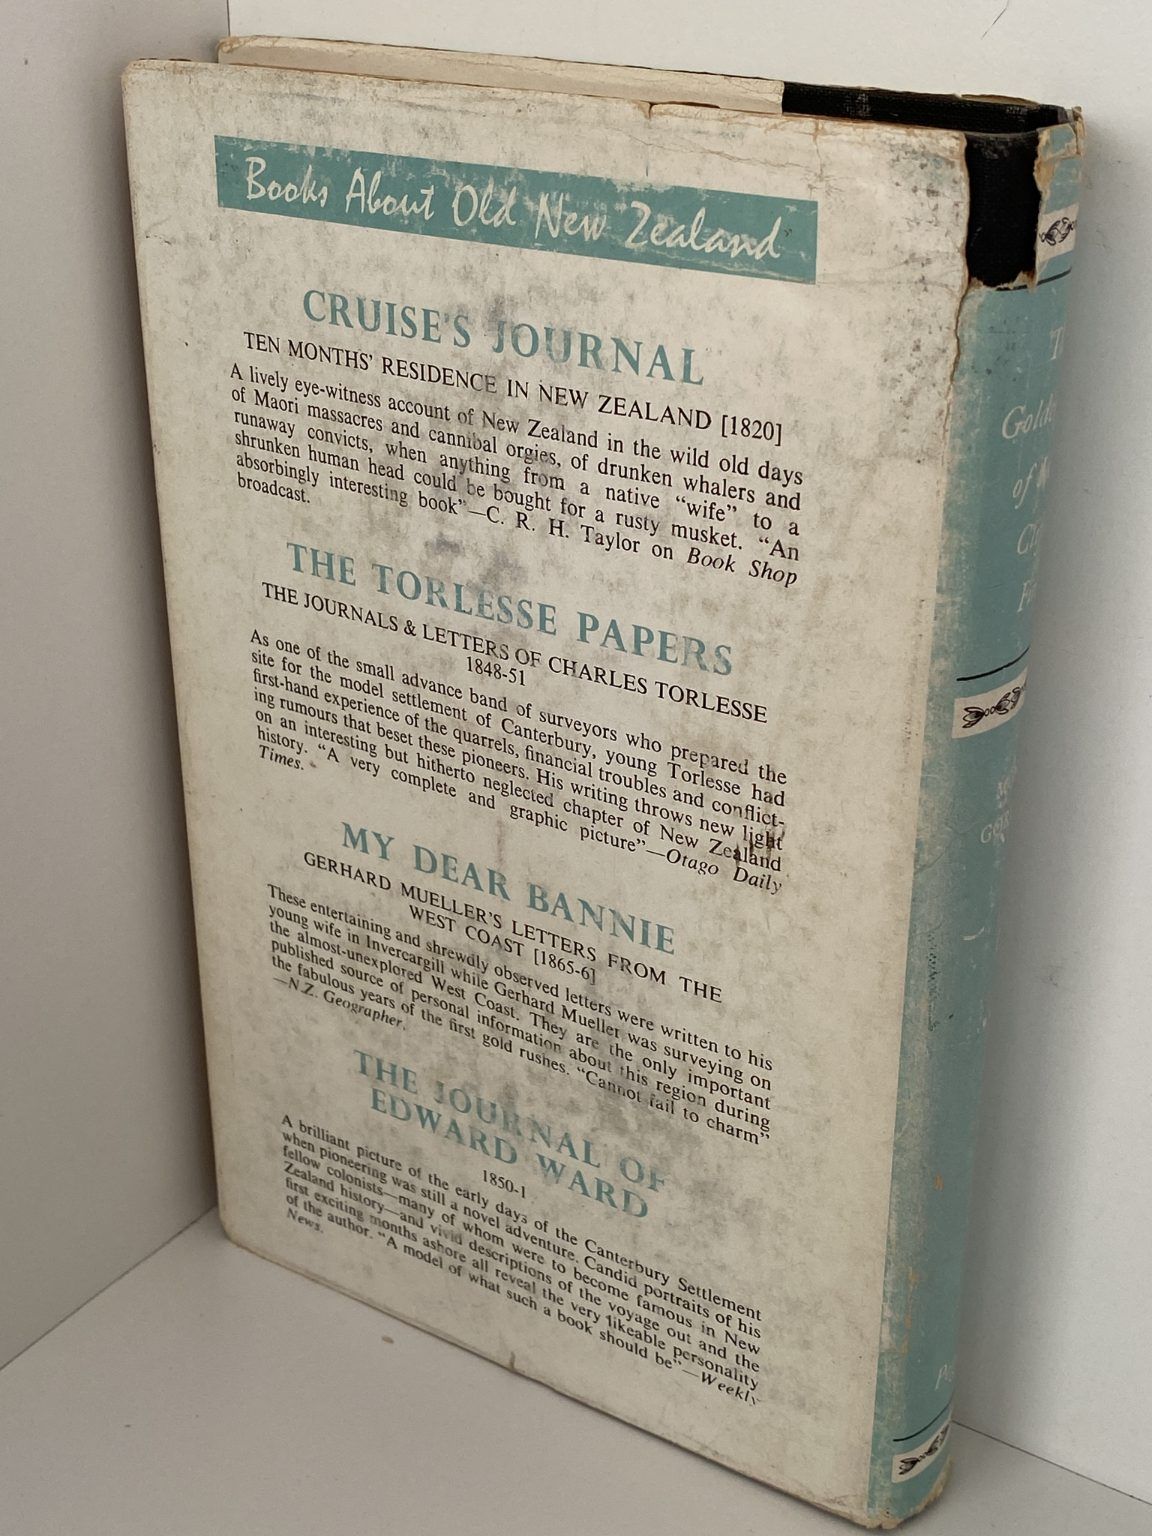 Books About Old New Zealand
CRUISE'S JOURNAL
TEN MONTHS' RESIDENCE IN NEW ZEALAND [1820]
A lively eye-witness account of New Zealand in the wild old days
of Maori massacres and cannibal orgies, of drunken whalers and
runaway convicts, when anything from a native “wife” to a
shrunken human head could be bought for a rusty musket. “An
absorbingly interesting book”—C. R. H. Taylor on Book Shop
broadcast.
THE TORLESSE PAPERS
THE JOURNALS & LETTERS OF CHARLES TORLESSE
1848-51
As one of the small advance band of surveyors who prepared the
site for the model settlement of Canterbury, young Torlesse had
first-hand experience of the quarrels, financial troubles and conflict-
ing rumours that beset these pioneers. His writing throws new light
on an interesting but hitherto neglected chapter of New Zealand
history. “A very complete and graphic picture”—Otago Daily
Times.
MY DEAR BANNIE
GERHARD MUELLER'S LETTERS FROM THE
WEST COAST [1865-6]
These entertaining and shrewdly observed letters were written to his
young wife in Invercargill while Gerhard Mueller was surveying on
the almost-unexplored West Coast. They are the only important
published source of personal information about this region during
the fabulous years of the first gold rushes. “Cannot fail to charm”
—N.Z. Geographer.
THE JOURNAL OF
EDWARD WARD
1850-1
A brilliant picture of the early days of the Canterbury Settlement
when pioneering was still a novel adventure. Candid portraits of his
fellow colonists—many of whom were to become famous in New
Zealand history—and vivid descriptions of the voyage out and the
first exciting months ashore all reveal the very likeable personality
of the author. “A model of what such a book should be”—Weekly
News.
of